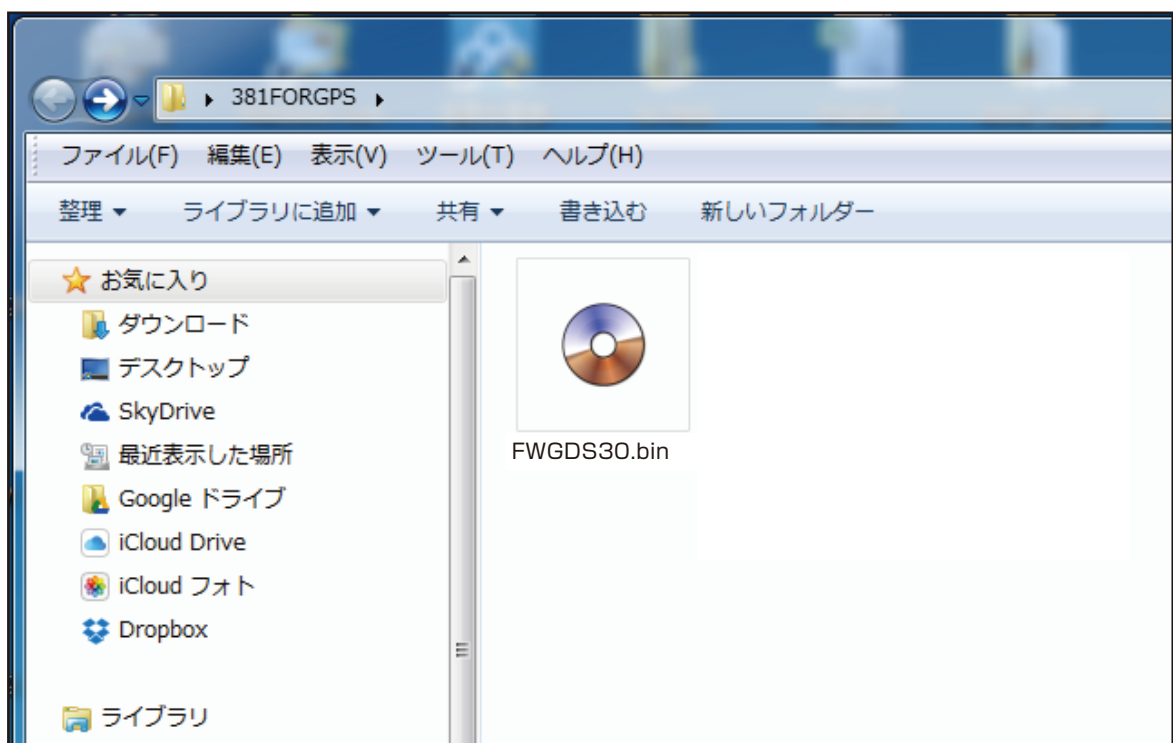 381FORGPS
ファイル(F) 編集(E) 表示(V) ツール(T) ヘルプ(H)
整理 ライブラリに追加 共有 書き込む 新しいフォルダー
お気に入り
ダウンロード
デスクトップ
SkyDrive
最近表示した場所
Google ドライブ
iCloud Drive
iCloud フォト
Dropbox
ライブラリ
FWGDS30.bin